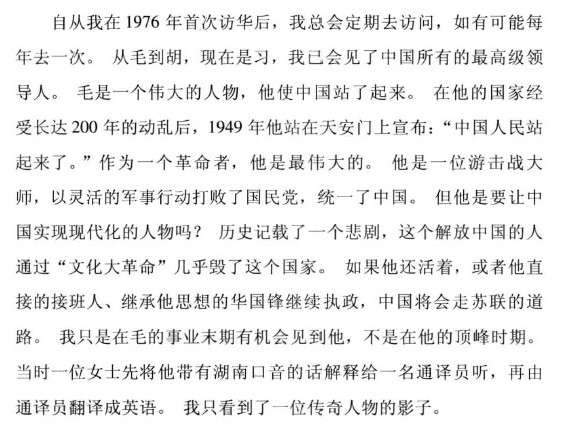 自从我在 1976 年首次访华后，我总会定期去访问，如有可能每
年去一次。 从毛到胡，现在是习，我已会见了中国所有的最高级领
导人。 毛是一个伟大的人物，他使中国站了起来。 在他的国家经
受长达 200 年的动乱后，1949 年他站在天安门上宣布：“中国人民站
起来了。”作为一个革命者，他是最伟大的。 他是一位游击战大
师，以灵活的军事行动打败了国民党，统一了中国。 但他是要让中
国实现现代化的人物吗？ 历史记载了一个悲剧，这个解放中国的人
通过“文化大革命”几乎毁了这个国家。 如果他还活着，或者他直
接的接班人、继承他思想的华国锋继续执政，中国将会走苏联的道
路。 我只是在毛的事业末期有机会见到他，不是在他的顶峰时期。
当时一位女士先将他带有湖南口音的话解释给一名通译员听，再由
通译员翻译成英语。 我只看到了一位传奇人物的影子。